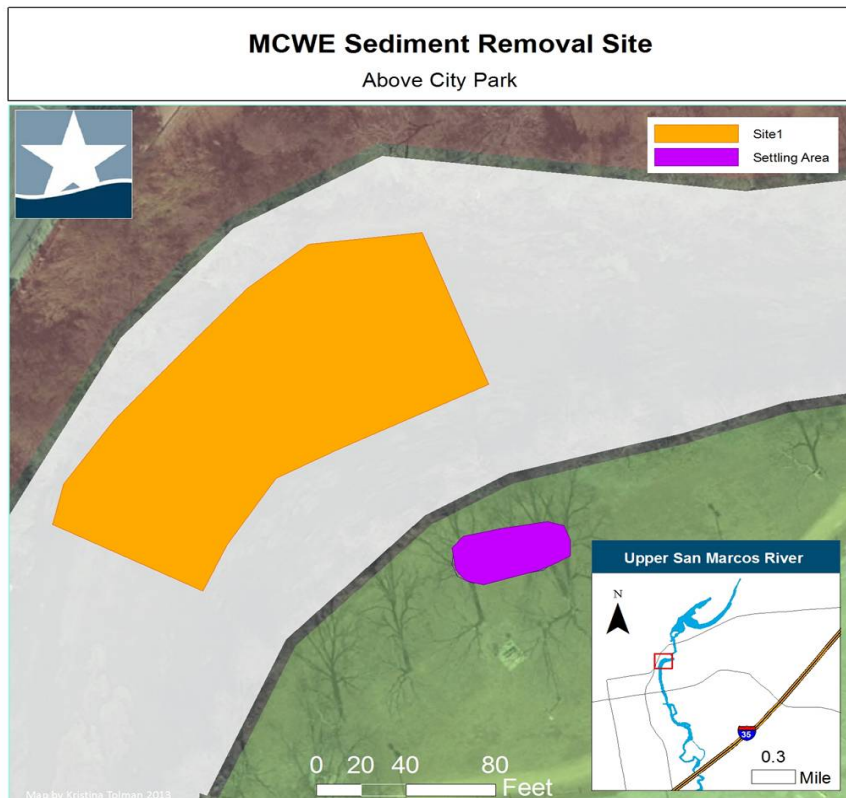 MCWE Sediment Removal Site
Above City Park
Site1
Settling Area
Upper San Marcos River
N
35
0.3
Mile
0 20 40 80
Feet
Map by Kristina Tolman 2013